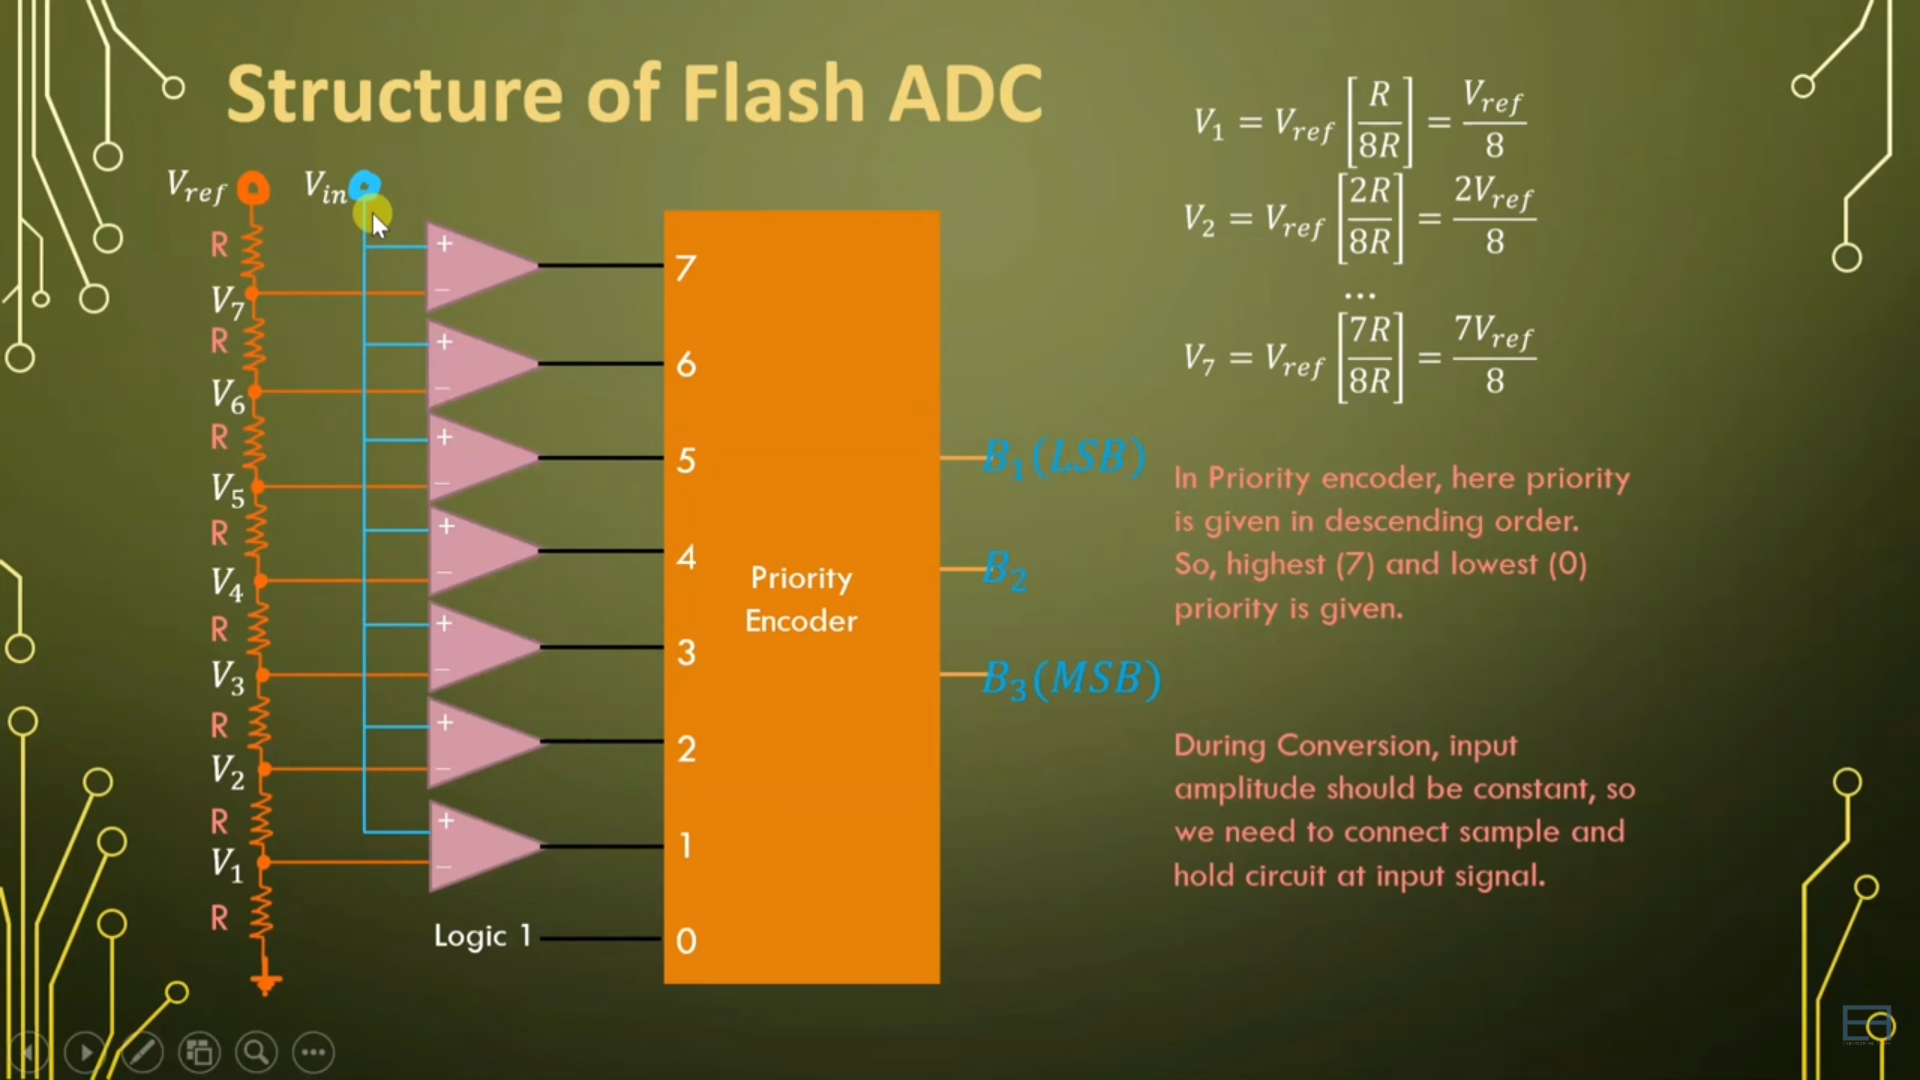 Structure of Flash ADC
V_ref
V_in
R
V_7
R
V_6
R
V_5
R
V_4
R
V_3
R
V_2
R
V_1
R
+
−
+
−
+
−
+
−
+
−
+
−
+
−
Logic 1
7
6
5
4
3
2
1
0
Priority
Encoder
B_1(LSB)
B_2
B_3(MSB)
V_1 = V_ref [R/8R] = V_ref/8
V_2 = V_ref [2R/8R] = 2V_ref/8
...
V_7 = V_ref [7R/8R] = 7V_ref/8
In Priority encoder, here priority
is given in descending order.
So, highest (7) and lowest (0)
priority is given.
During Conversion, input
amplitude should be constant, so
we need to connect sample and
hold circuit at input signal.